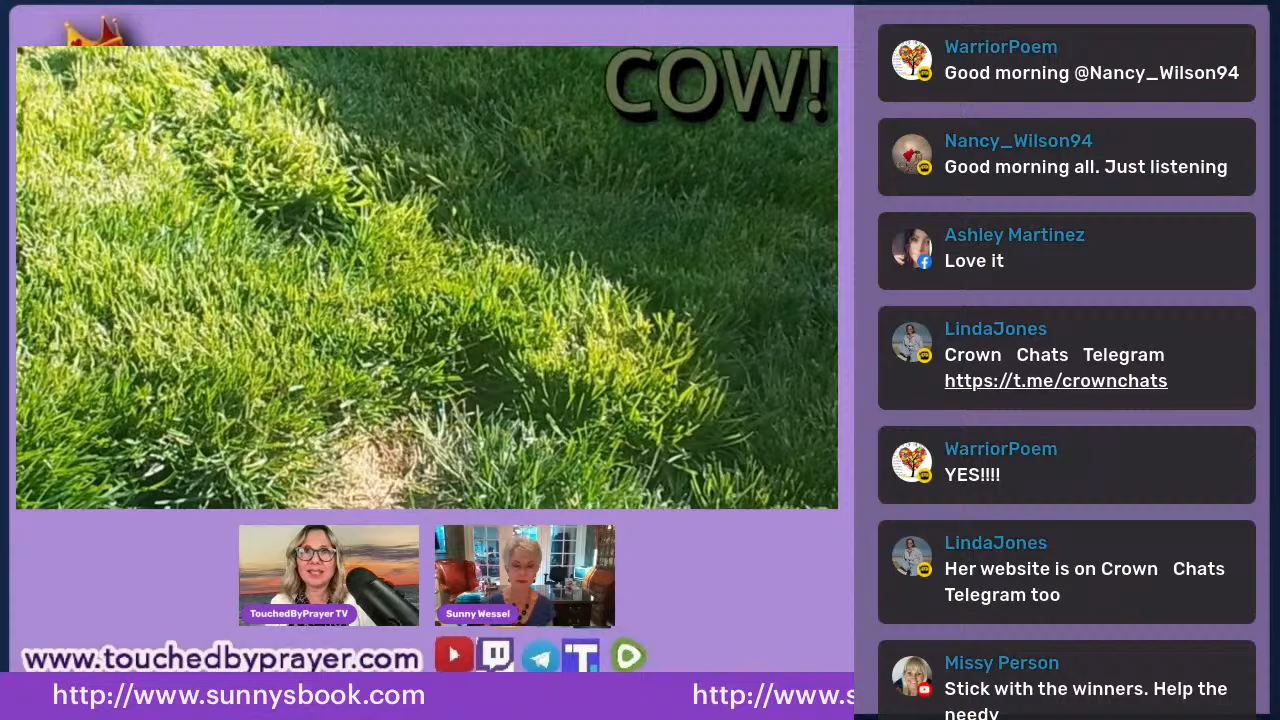 COW!
WarriorPoem
Good morning @Nancy_Wilson94
Nancy_Wilson94
Good morning all. Just listening
Ashley Martinez
Love it
LindaJones
Crown Chats Telegram
https://t.me/crownchats
WarriorPoem
YES!!!!
LindaJones
Her website is on Crown Chats
Telegram too
Missy Person
Stick with the winners. Help the
needy
TouchedByPrayer TV
Sunny Wessel
www.touchedbyprayer.com
http://www.sunnysbook.com
http://www.s